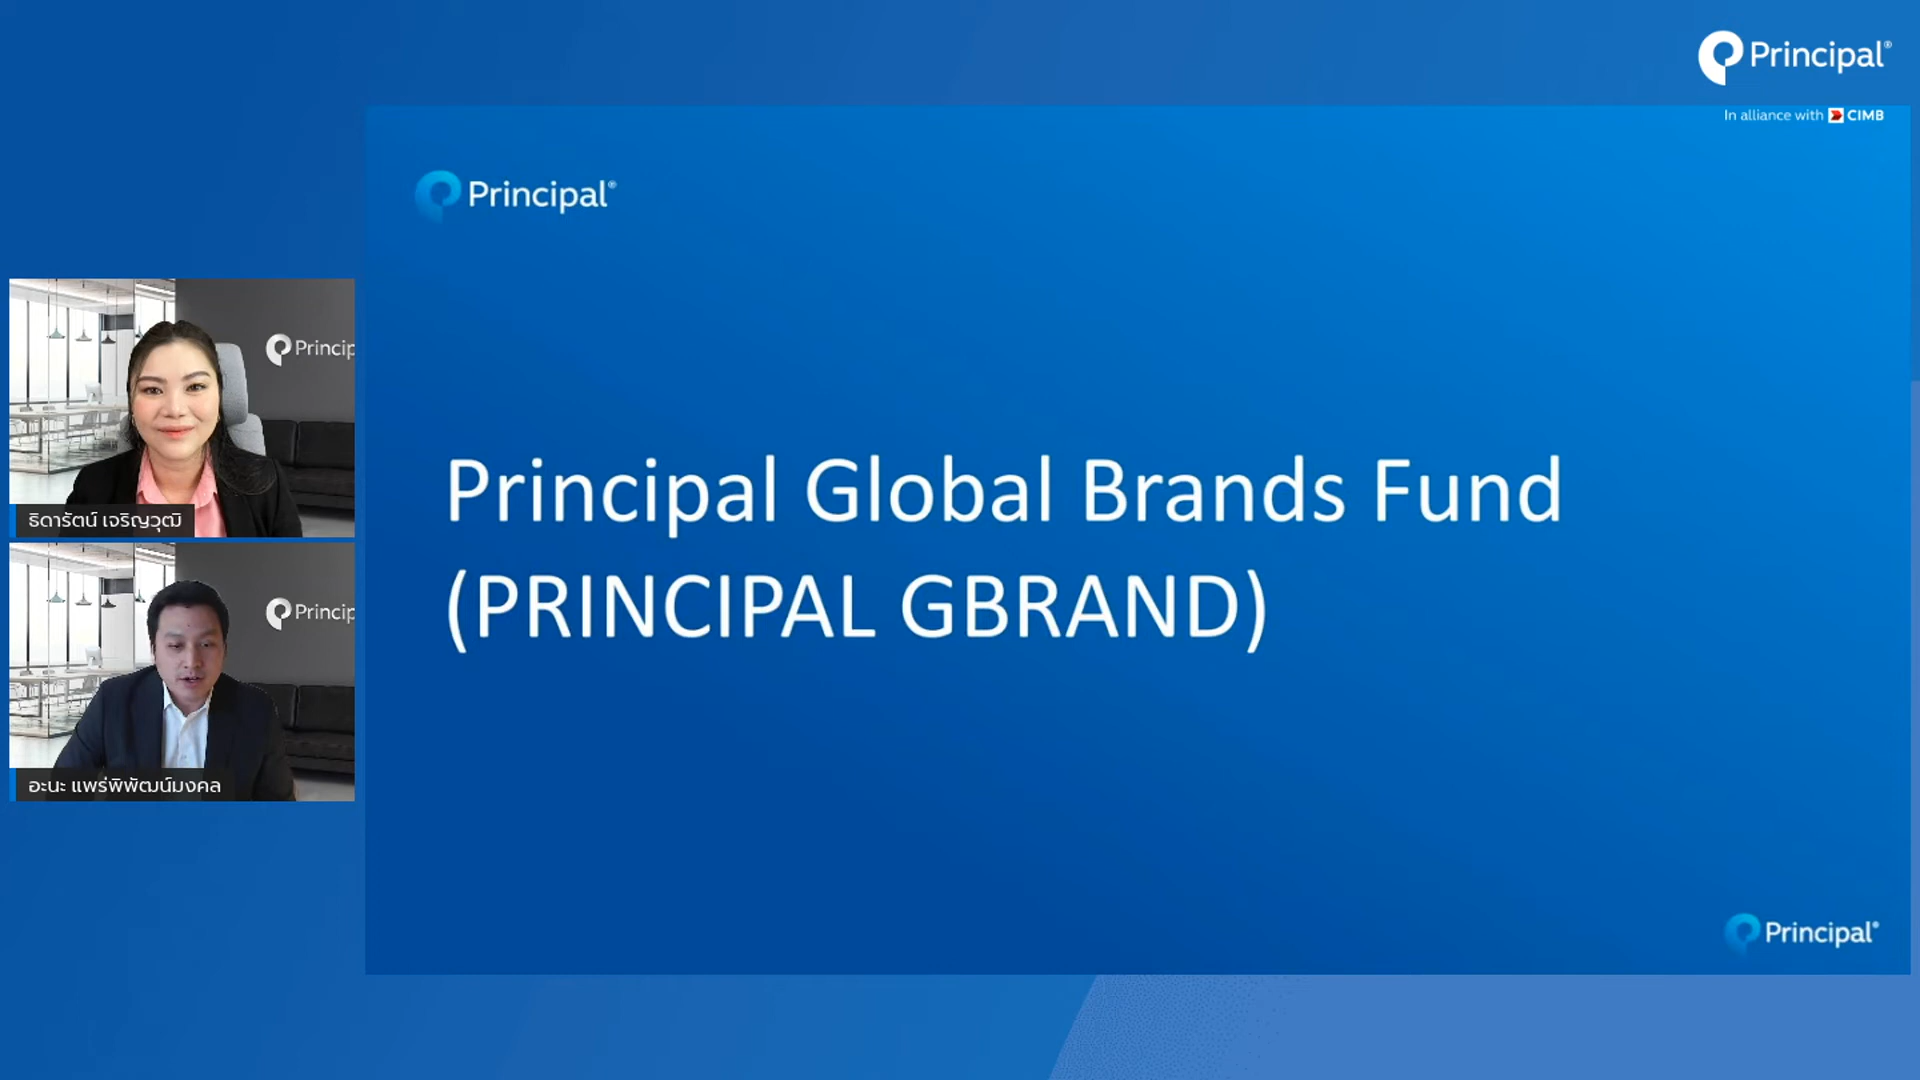 Principal®
In alliance with CIMB
Principal®
Principal Global Brands Fund
(PRINCIPAL GBRAND)
Princip
ธิดารัตน์ เจริญวุฒิ
Princip
อะนะ แพร่พิพัฒน์มงคล
Principal®